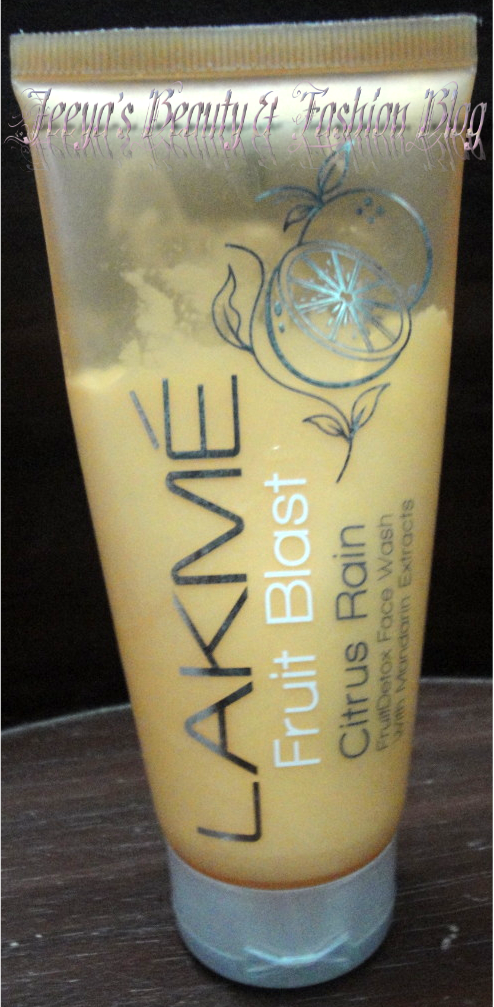 Jeeya's Beauty & Fashion Blog
LAKMÉ
Fruit Blast
Citrus Rain
FruitDetox Face Wash
With Mandarin Extracts